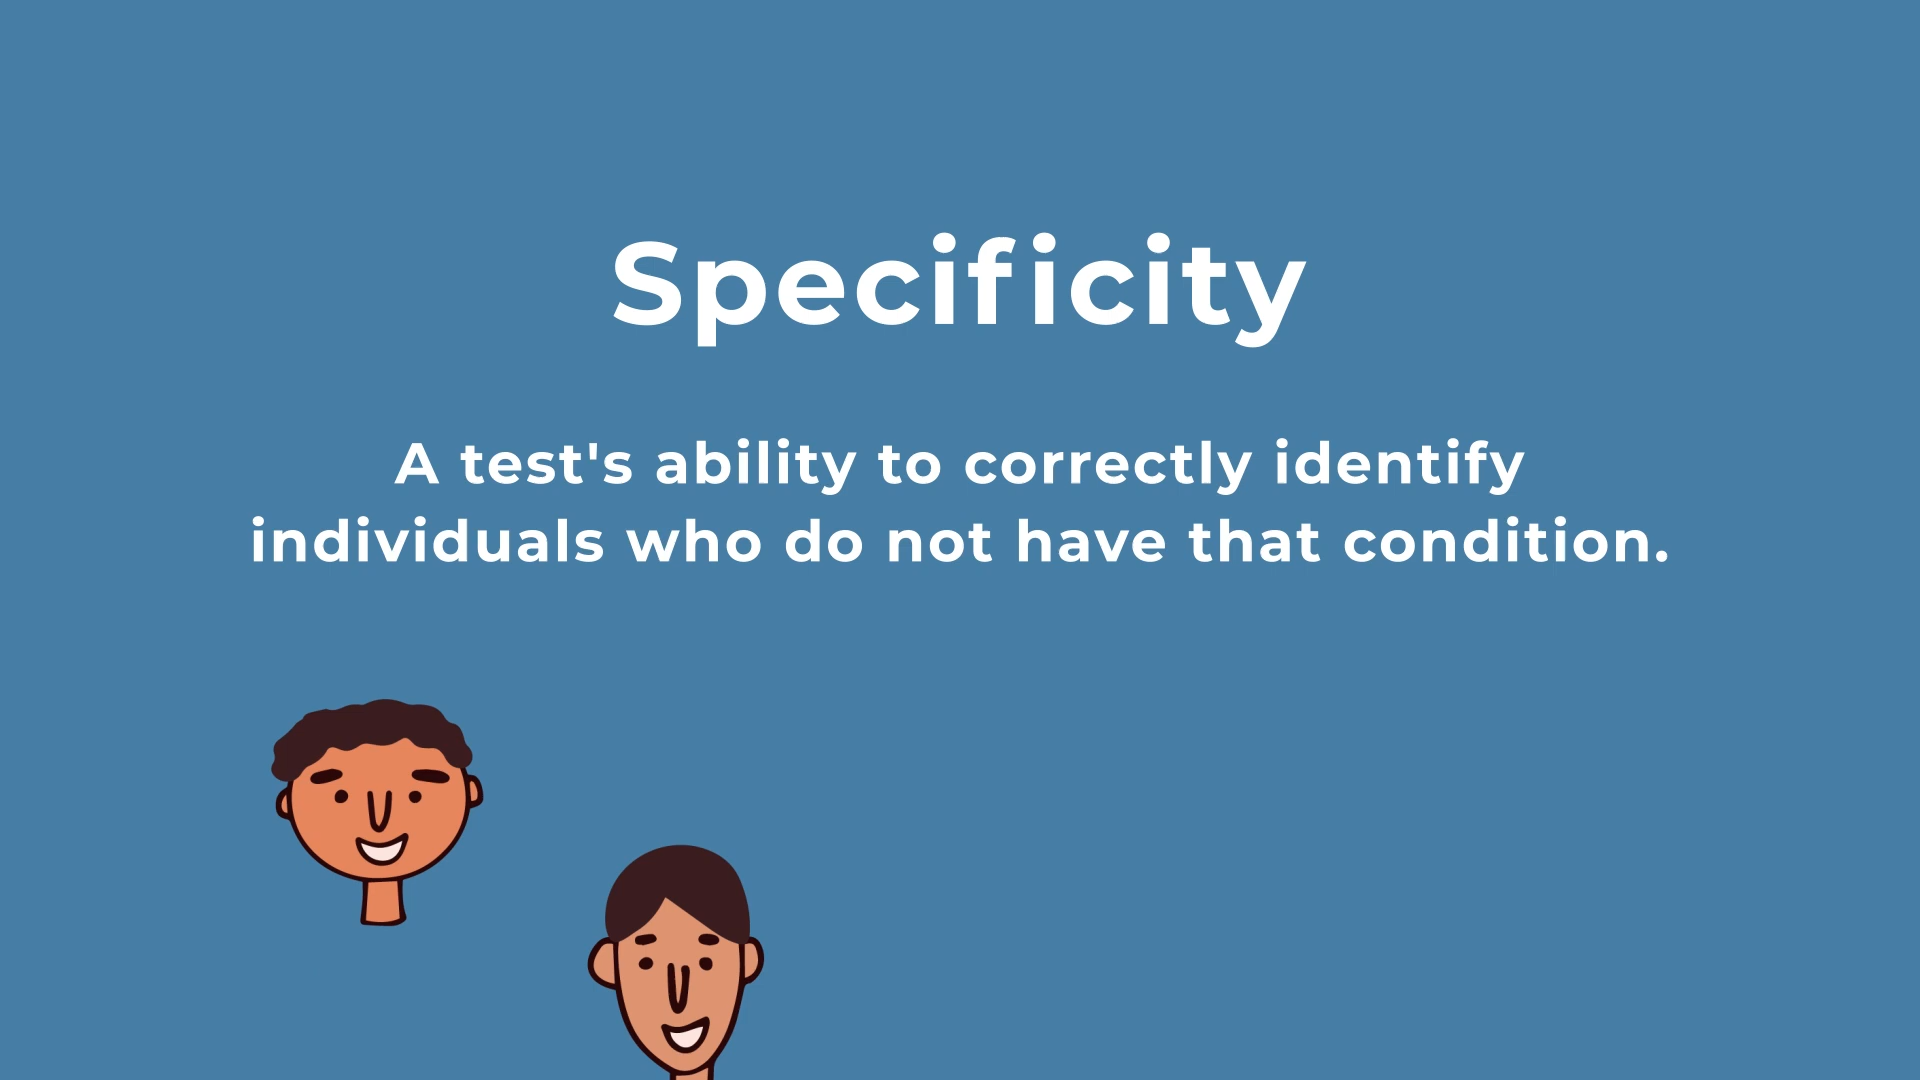 Specificity
A test's ability to correctly identify
individuals who do not have that condition.